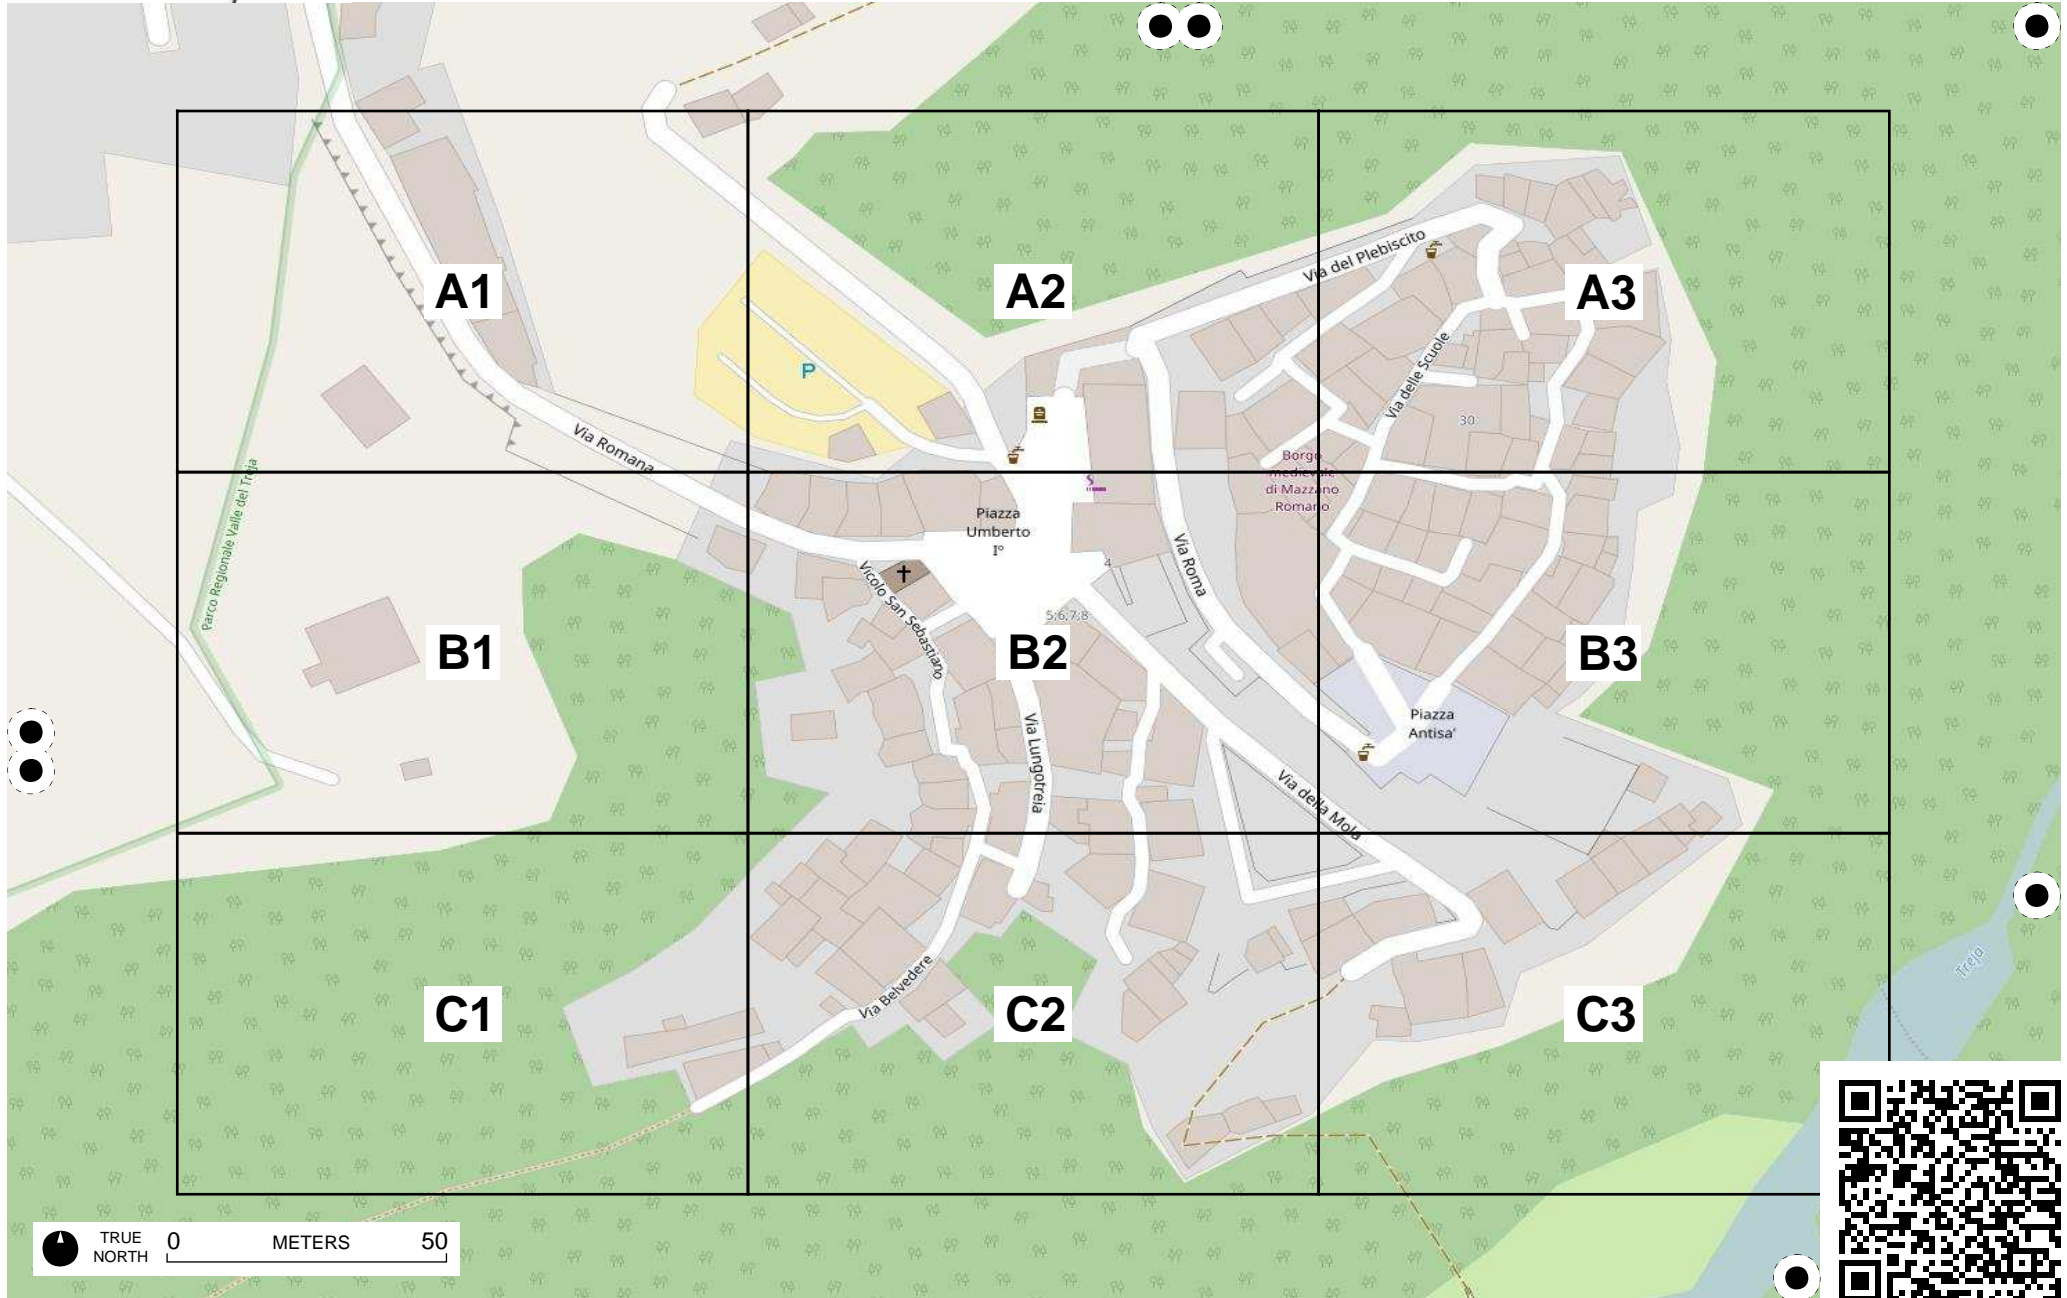 Via del Plebiscito
A1
A2
A3
Via delle Scuole
P
30
Via Romana
Borgo
medievale
di Mazzano
Romano
Parco Regionale Valle del Treja
Piazza
Umberto
I°
Via Roma
4
Vicolo San Sebastiano
5;6;7;8
B1
B2
B3
Piazza
Antisa'
Via Lungotreja
Via della Mola
Via Belvedere
Treja
C1
C2
C3
TRUE
NORTH
0
METERS
50